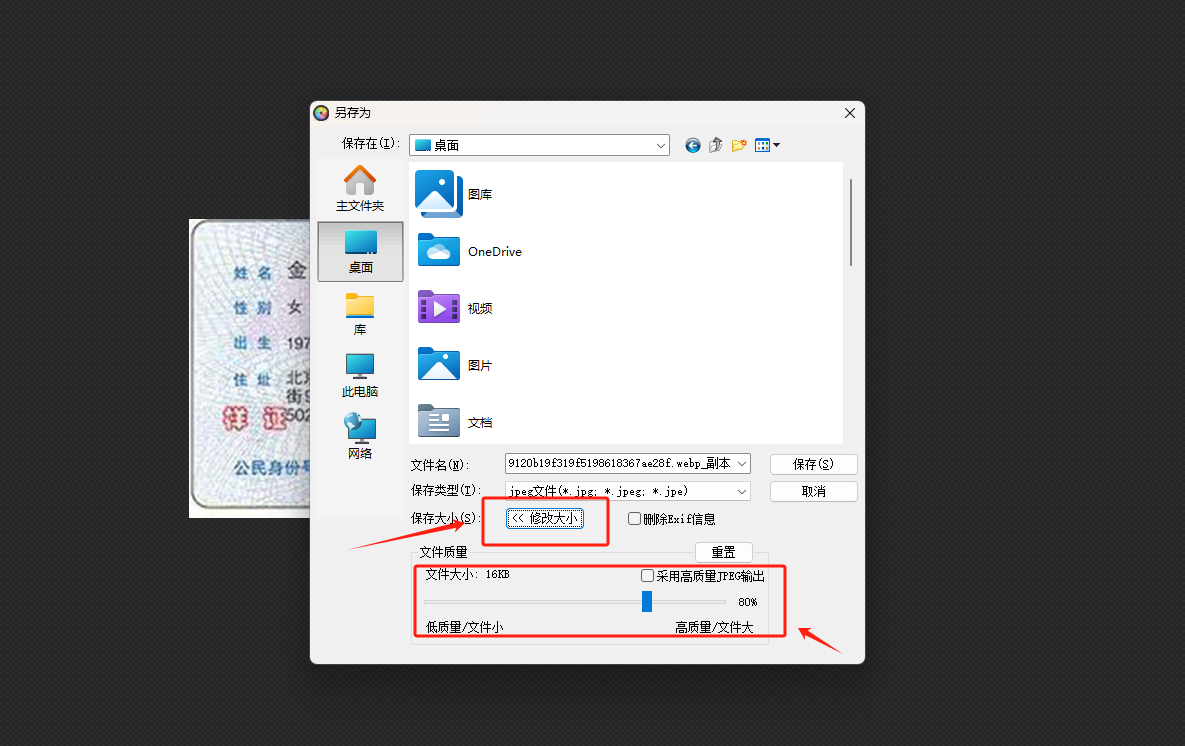 另存为
保存在(I):
桌面
主文件夹
桌面
库
此电脑
网络
图库
OneDrive
视频
图片
文档
姓名 金
性别 女
出生 197
住址 北京
街9
502
样 证
公民身份号
文件名(N):
9120b19f319f5198618367ae28f.webp_副本
保存(S)
保存类型(T):
jpeg文件(*.jpg; *.jpeg; *.jpe)
取消
保存大小(S):
<< 修改大小
删除Exif信息
文件质量
重置
文件大小: 16KB
采用高质量JPEG输出
80%
低质量/文件小
高质量/文件大